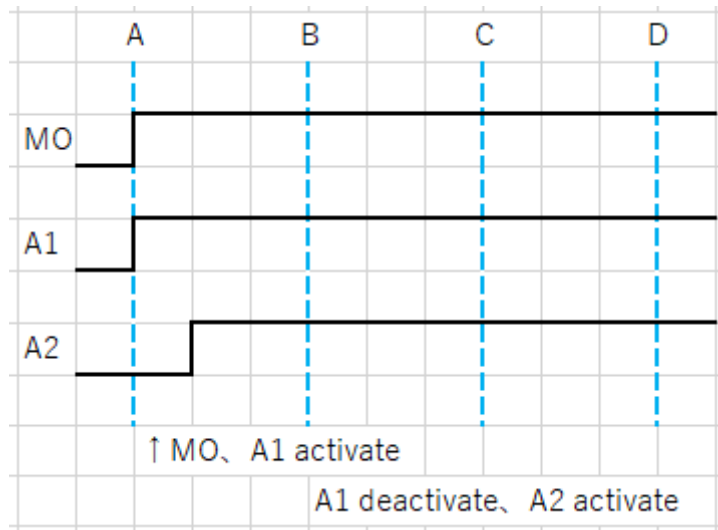 A B C D
MO
A1
A2
↑ MO、A1 activate
A1 deactivate、A2 activate